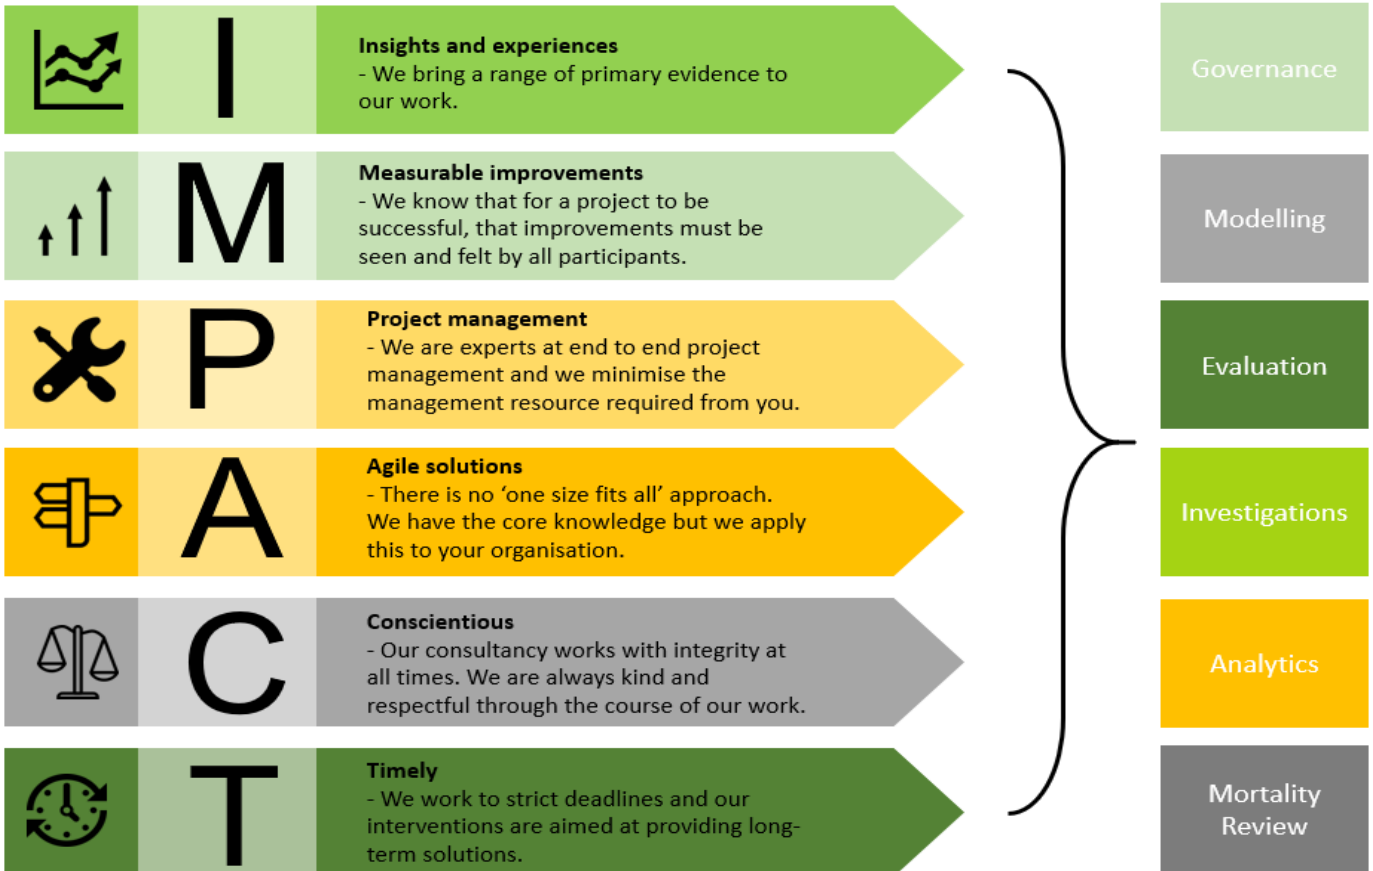 I
Insights and experiences
- We bring a range of primary evidence to
our work.
M
Measurable improvements
- We know that for a project to be
successful, that improvements must be
seen and felt by all participants.
P
Project management
- We are experts at end to end project
management and we minimise the
management resource required from you.
A
Agile solutions
- There is no ‘one size fits all’ approach.
We have the core knowledge but we apply
this to your organisation.
C
Conscientious
- Our consultancy works with integrity at
all times. We are always kind and
respectful through the course of our work.
T
Timely
- We work to strict deadlines and our
interventions are aimed at providing long-
term solutions.
Governance
Modelling
Evaluation
Investigations
Analytics
Mortality
Review